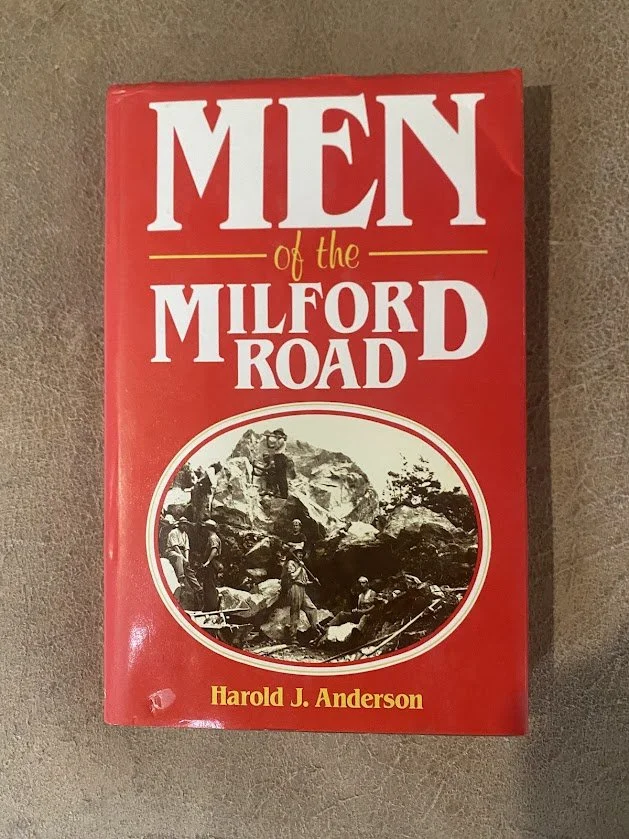 MEN
of the
MILFORD
ROAD
Harold J. Anderson